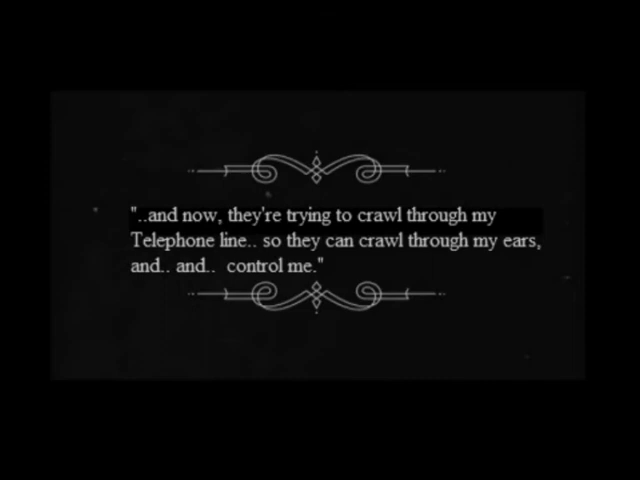 "..and now, they're trying to crawl through my
Telephone line.. so they can crawl through my ears,
and.. and.. control me."